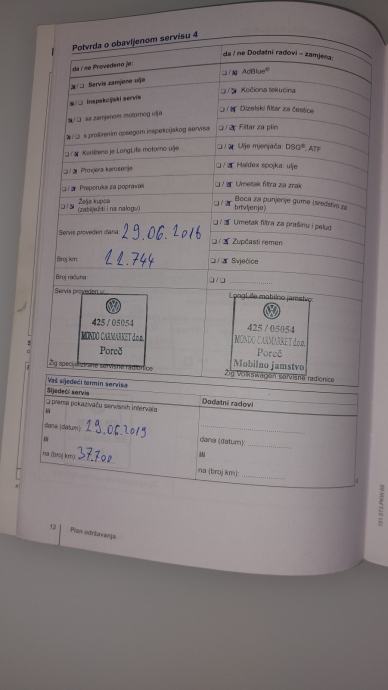 Potvrda o obavljenom servisu 4
da / ne Provedeno je:
da / ne Dodatni radovi – zamjena:
Servis zamjene ulja
AdBlue®
Inspekcijski servis
Kočiona tekućina
sa zamjenom motornog ulja
Dizelski filtar za čestice
s proširenim opsegom inspekcijskog servisa
Filtar za plin
Korišteno je LongLife motorno ulje
Ulje mjenjača: DSG®, ATF
Provjera karoserije
Haldex spojka: ulje
Preporuka za popravak
Umetak filtra za zrak
Želja kupca
(zabilježiti i na nalogu)
Boca za punjenje gume (sredstvo za
brtvljenje)
Umetak filtra za prašinu i pelud
Servis proveden dana: 29.06.2018
Zupčasti remen
Broj km: 22.744
Svjećice
Broj računa:
Servis proveden
LongLife mobilno jamstvo:
425 / 05054
MONDO CARMARKET d.o.o.
Poreč
425 / 05054
MONDO CARMARKET d.o.o.
Poreč
Mobilno jamstvo
Žig specijalizirane servisne radionice
Žig Volkswagen servisne radionice
Vaš sljedeći termin servisa
Sljedeći servis
Dodatni radovi
prema pokazivaču servisnih intervala
ili
dana (datum): 29.06.2019
dana (datum):
ili
ili
na (broj km): 37.700
na (broj km):
12
Plan održavanja